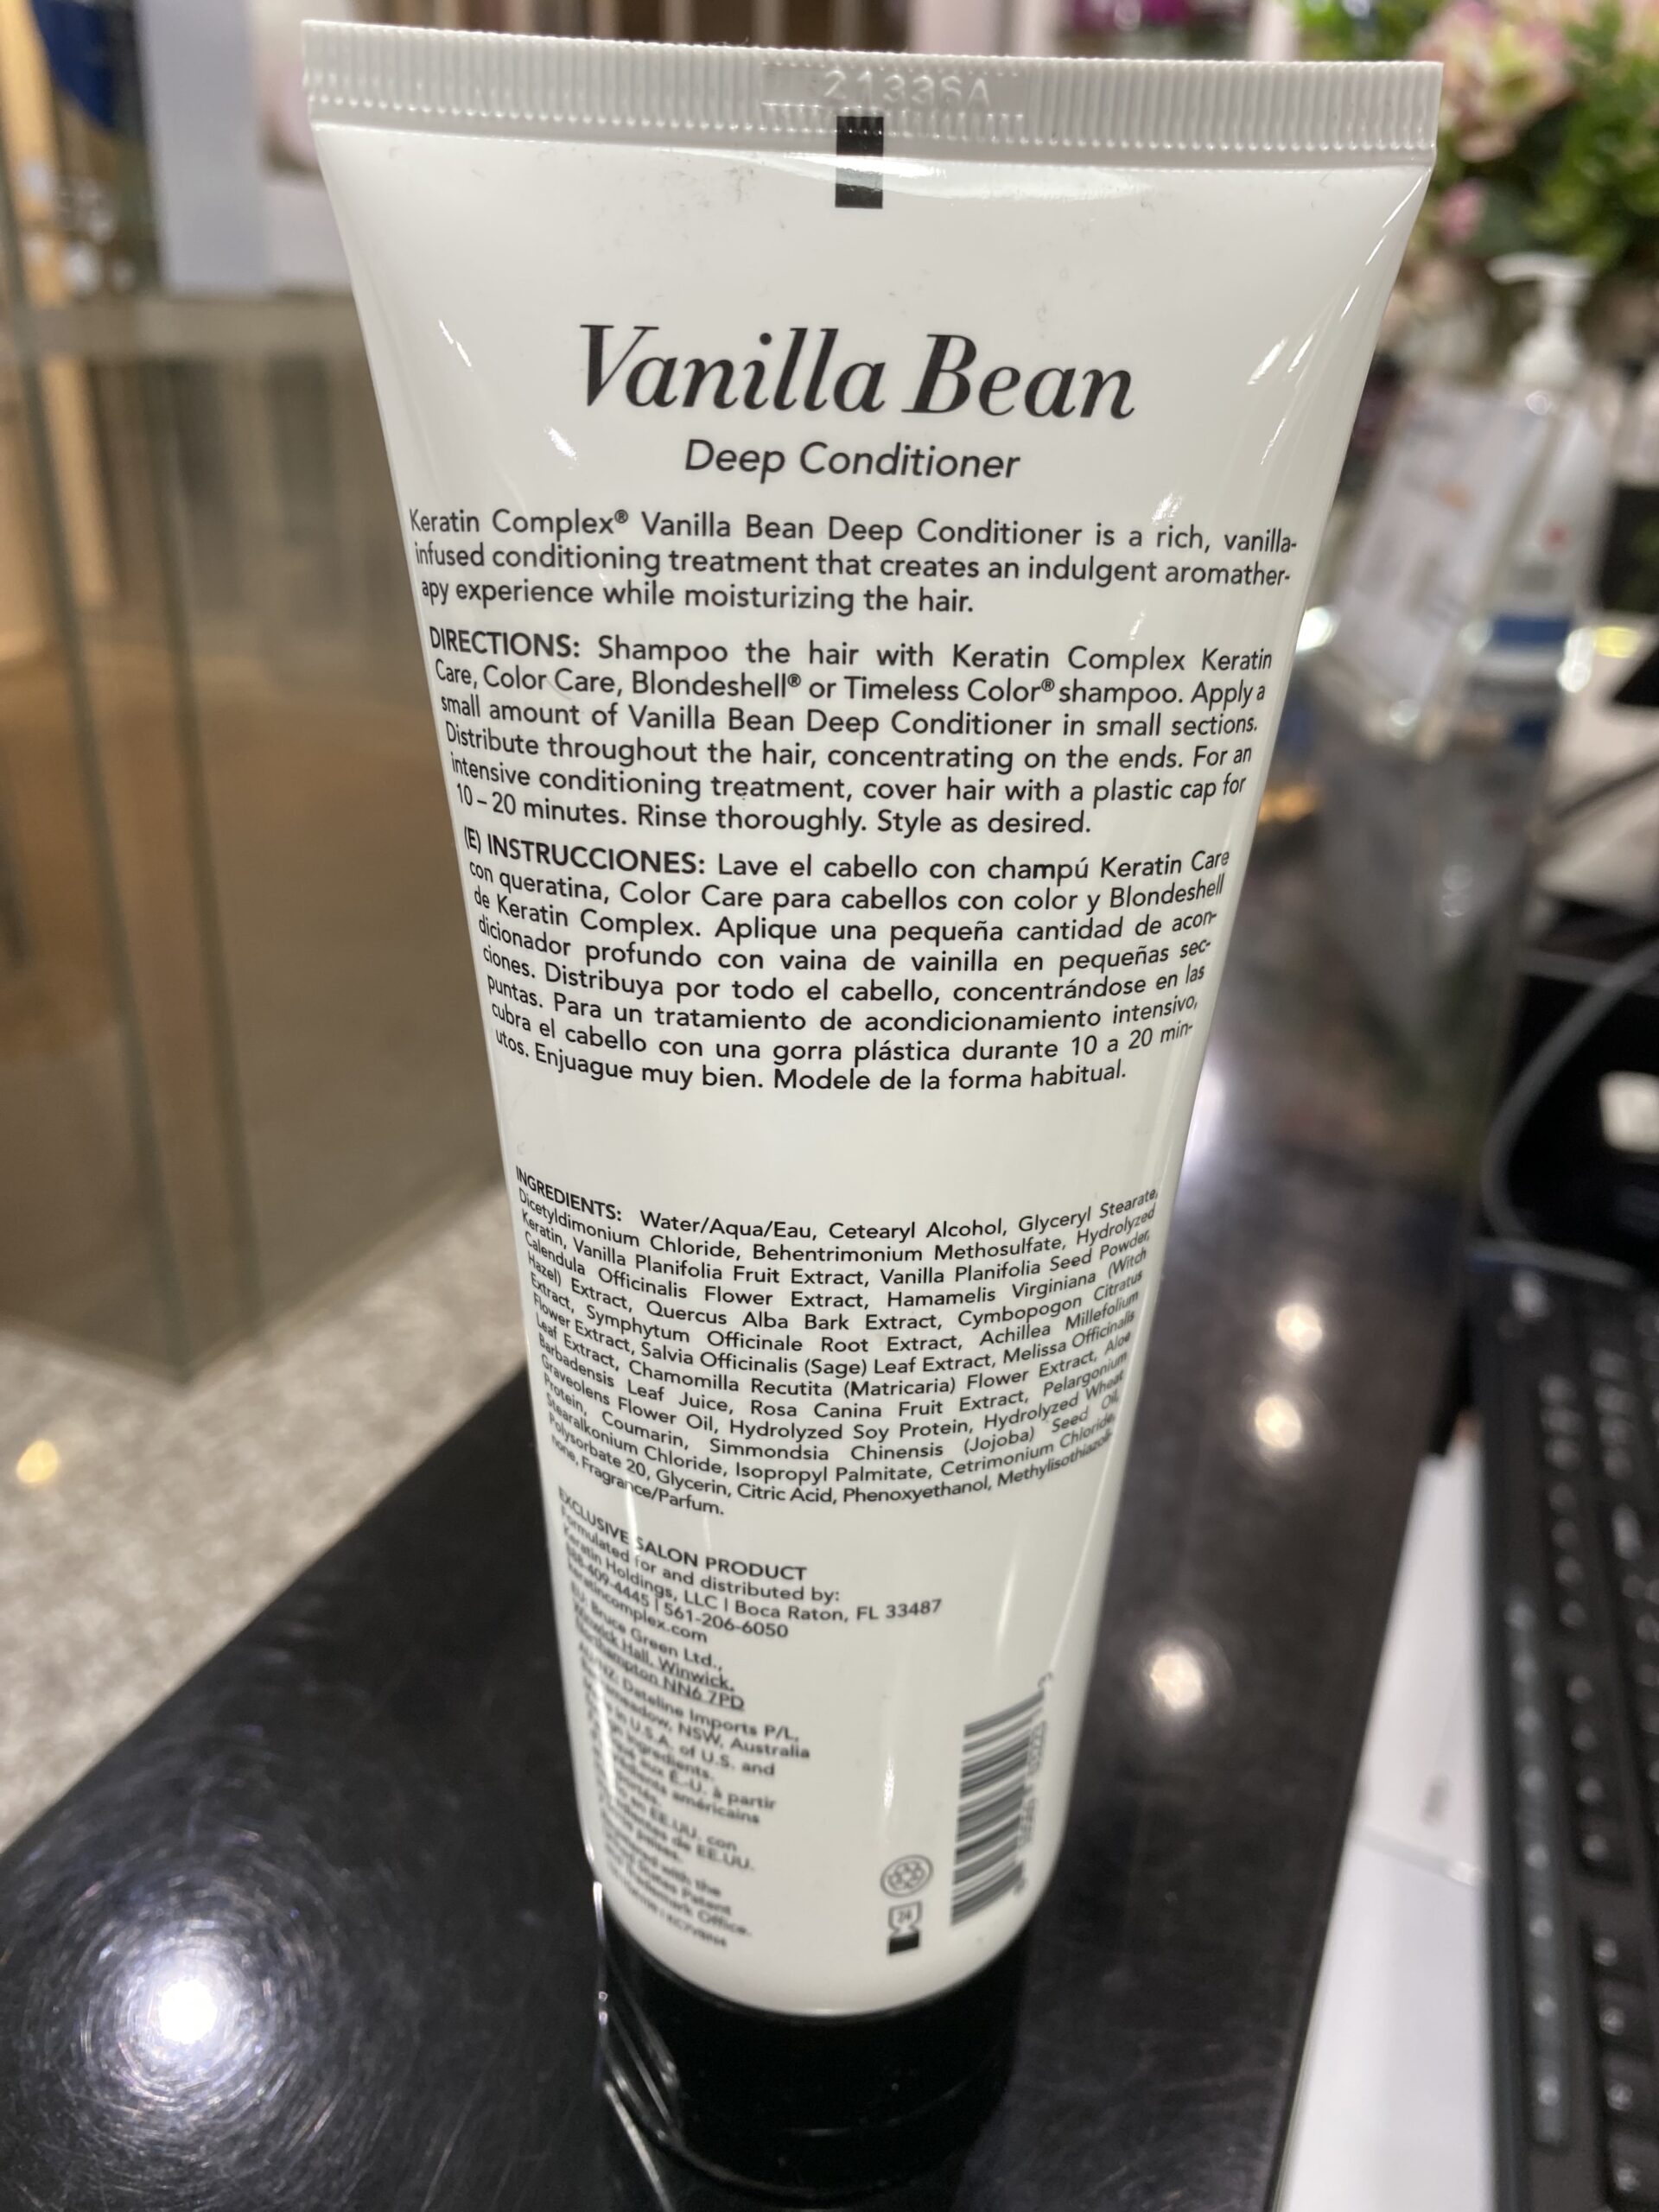 21336A
Vanilla Bean
Deep Conditioner
Keratin Complex® Vanilla Bean Deep Conditioner is a rich, vanilla-
infused conditioning treatment that creates an indulgent aromather-
apy experience while moisturizing the hair.
DIRECTIONS: Shampoo the hair with Keratin Complex Keratin
Care, Color Care, Blondeshell® or Timeless Color® shampoo. Apply a
small amount of Vanilla Bean Deep Conditioner in small sections.
Distribute throughout the hair, concentrating on the ends. For an
intensive conditioning treatment, cover hair with a plastic cap for
10 – 20 minutes. Rinse thoroughly. Style as desired.
(E) INSTRUCCIONES: Lave el cabello con champú Keratin Care
con queratina, Color Care para cabellos con color y Blondeshell
de Keratin Complex. Aplique una pequeña cantidad de acon-
dicionador profundo con vaina de vainilla en pequeñas sec-
ciones. Distribuya por todo el cabello, concentrándose en las
puntas. Para un tratamiento de acondicionamiento intensivo,
cubra el cabello con una gorra plástica durante 10 a 20 min-
utos. Enjuague muy bien. Modele de la forma habitual.
INGREDIENTS: Water/Aqua/Eau, Cetearyl Alcohol, Glyceryl Stearate,
Dicetyldimonium Chloride, Behentrimonium Methosulfate, Hydrolyzed
Keratin, Vanilla Planifolia Fruit Extract, Vanilla Planifolia Seed Powder,
Calendula Officinalis Flower Extract, Hamamelis Virginiana (Witch
Hazel) Extract, Quercus Alba Bark Extract, Cymbopogon Citratus
Extract, Symphytum Officinale Root Extract, Achillea Millefolium
Flower Extract, Salvia Officinalis (Sage) Leaf Extract, Melissa Officinalis
Leaf Extract, Chamomilla Recutita (Matricaria) Flower Extract, Aloe
Barbadensis Leaf Juice, Rosa Canina Fruit Extract, Pelargonium
Graveolens Flower Oil, Hydrolyzed Soy Protein, Hydrolyzed Wheat
Protein, Coumarin, Simmondsia Chinensis (Jojoba) Seed Oil,
Stearalkonium Chloride, Isopropyl Palmitate, Cetrimonium Chloride,
Polysorbate 20, Glycerin, Citric Acid, Phenoxyethanol, Methylisothiazoli-
none, Fragrance/Parfum.
EXCLUSIVE SALON PRODUCT
Formulated for and distributed by:
Keratin Holdings, LLC | Boca Raton, FL 33487
888-409-4445 | 561-206-6050
keratincomplex.com
EU: Bruce Green Ltd.,
Winwick Hall, Winwick,
Northampton NN6 7PD
AU/NZ: Dateline Imports P/L,
NSW, Australia
in U.S.A. of U.S. and
ingredients.
aux É.-U. à partir
américains
en EE.UU. con
de EE.UU.
with the
Patent
Trademark Office.
24